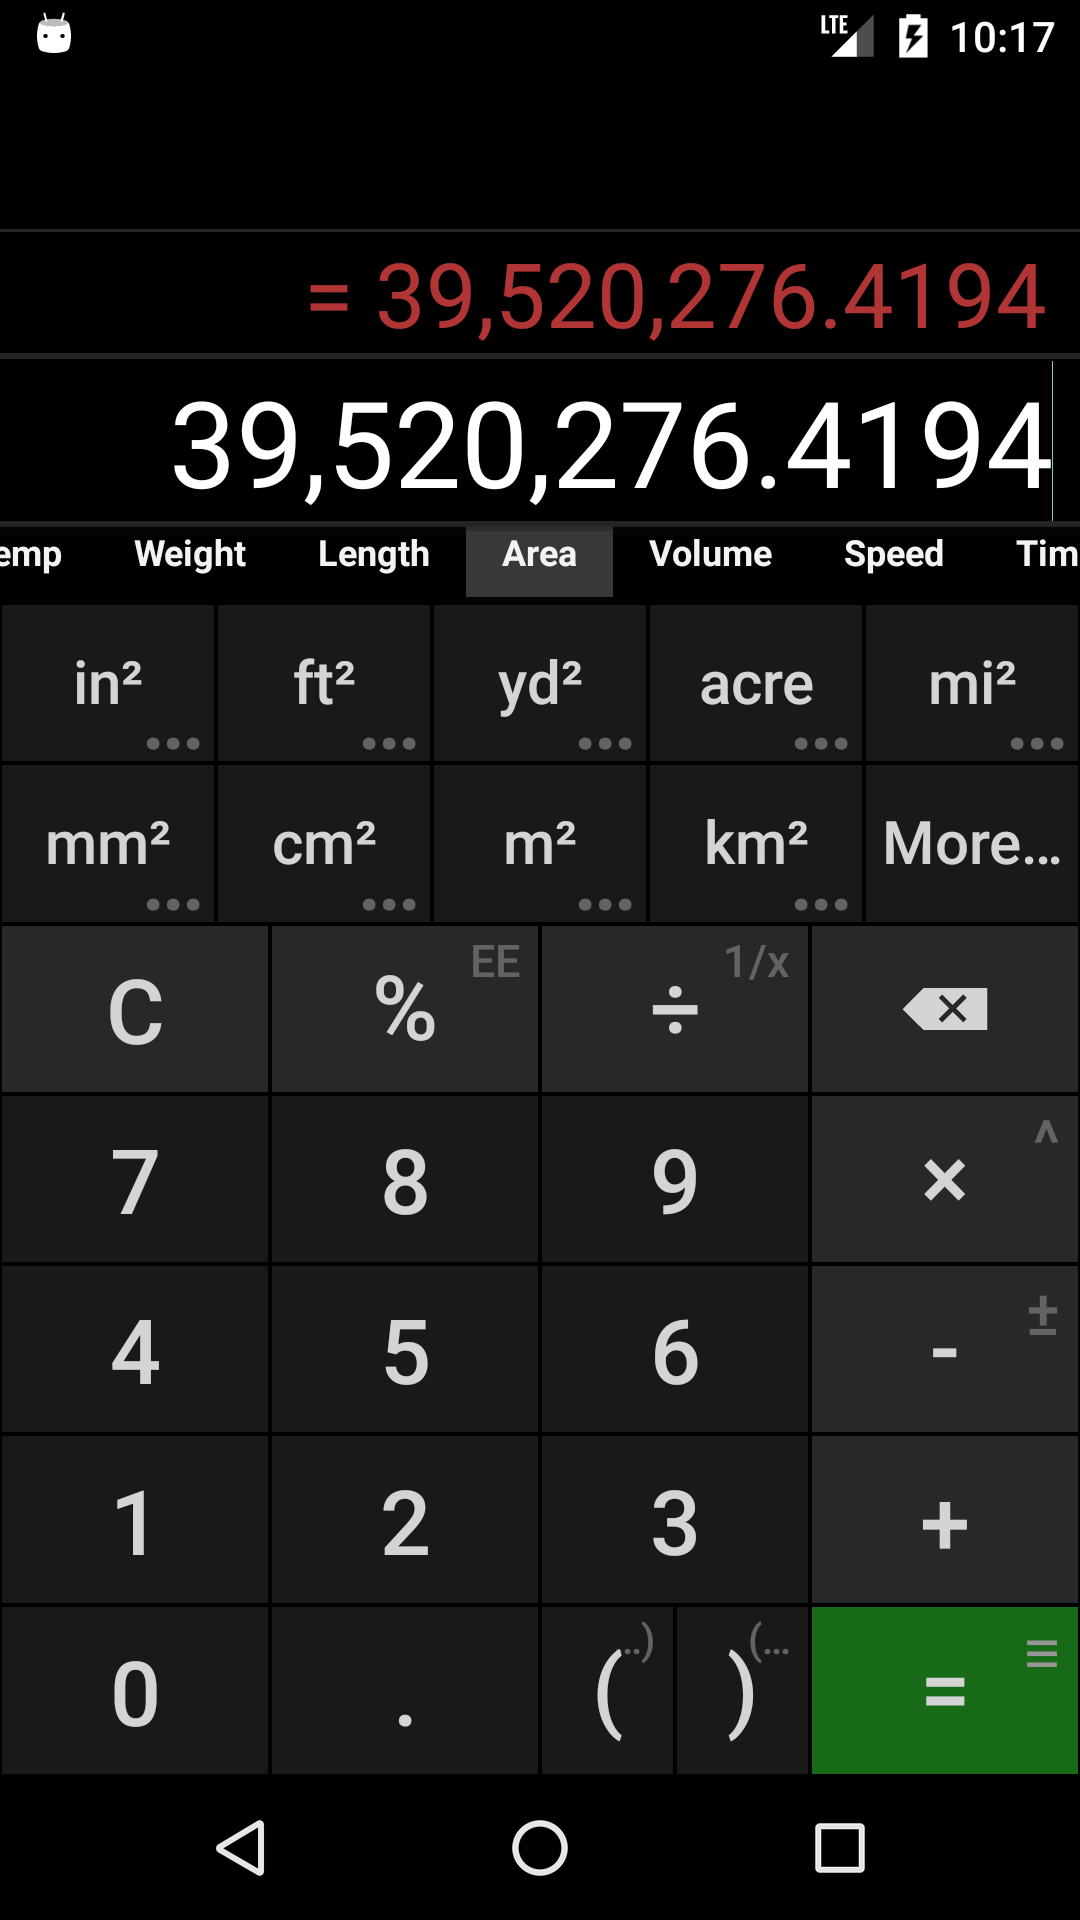 LTE 10:17
= 39,520,276.4194
39,520,276.4194
emp Weight Length Area Volume Speed Tim
in² ft² yd² acre mi²
mm² cm² m² km² More...
C % EE ÷ 1/x
7 8 9 × ^
4 5 6 - ±
1 2 3 +
0 . ( ..) ) (... =